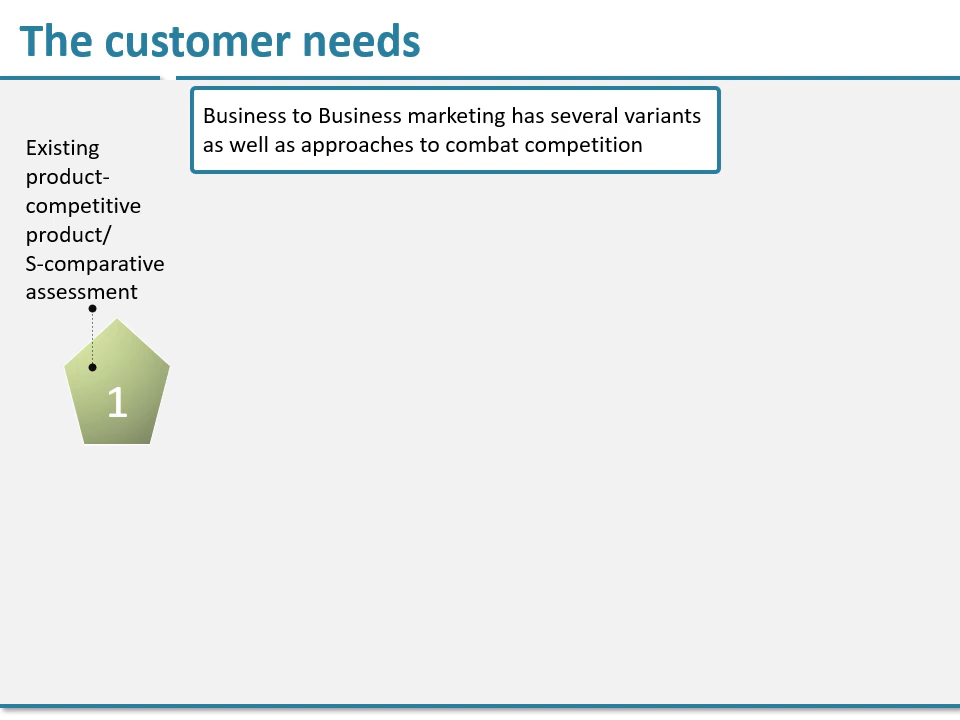 The customer needs
Business to Business marketing has several variants
as well as approaches to combat competition
Existing
product-
competitive
product/
S-comparative
assessment
1